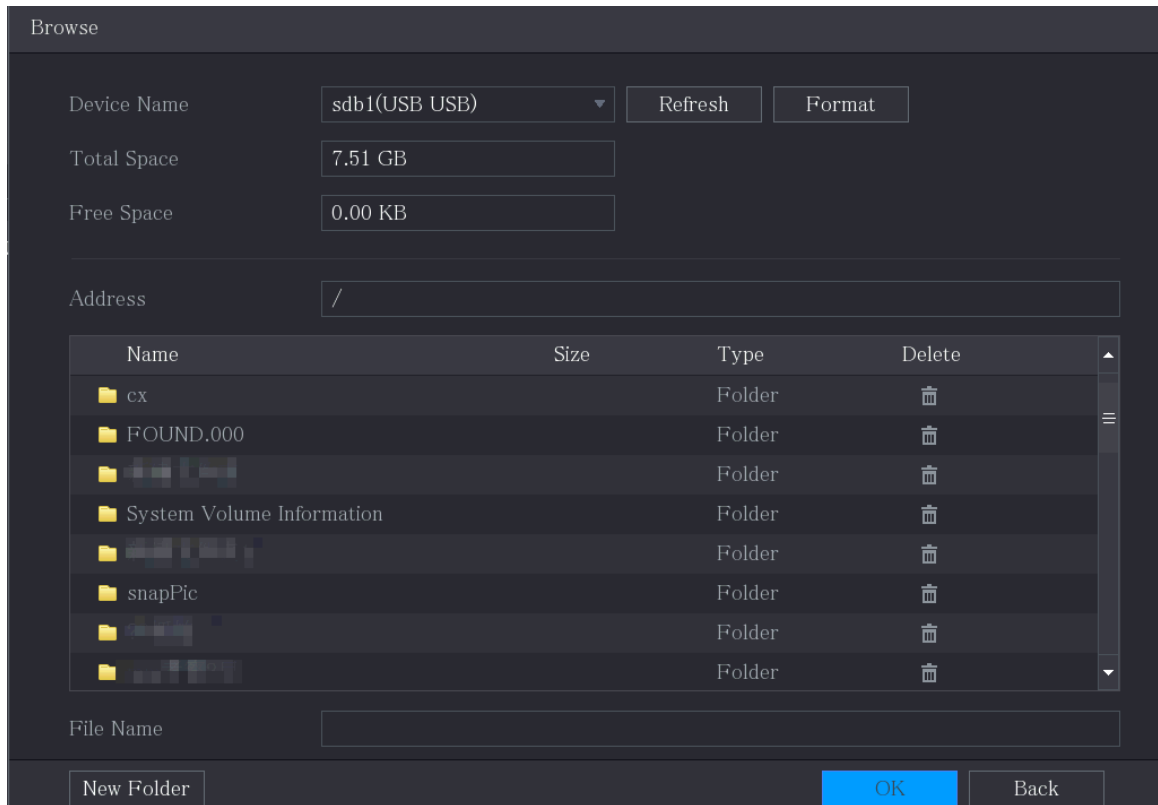 Browse
Device Name sdb1(USB USB) Refresh Format
Total Space 7.51 GB
Free Space 0.00 KB
Address /
Name Size Type Delete
cx Folder
FOUND.000 Folder
Folder
System Volume Information Folder
Folder
snapPic Folder
Folder
Folder
File Name
New Folder OK Back